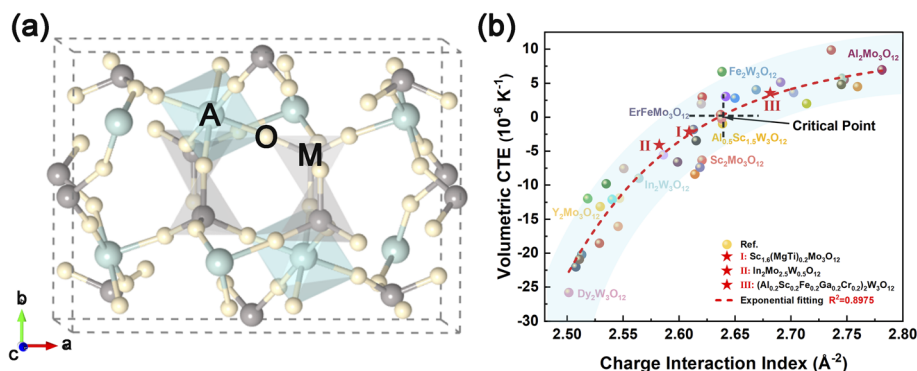 (a)
A
O
M
b
c
a
(b)
Volumetric CTE (10⁻⁶ K⁻¹)
10
5
0
-5
-10
-15
-20
-25
-30
Al₂Mo₃O₁₂
Fe₂W₃O₁₂
III
ErFeMoO₃O₁₂
I
Critical Point
II
Al₀.₅Sc₁.₅W₃O₁₂
Sc₂Mo₃O₁₂
In₂W₃O₁₂
Y₂Mo₃O₁₂
Dy₂W₃O₁₂
Ref.
I: Sc₁.₆(MgTi)₀.₂Mo₃O₁₂
II: In₂Mo₂.₅W₀.₅O₁₂
III: (Al₀.₂Sc₀.₂Fe₀.₂Ga₀.₂Cr₀.₂)₂W₃O₁₂
Exponential fitting R²=0.8975
2.50 2.55 2.60 2.65 2.70 2.75 2.80
Charge Interaction Index (Å⁻²)